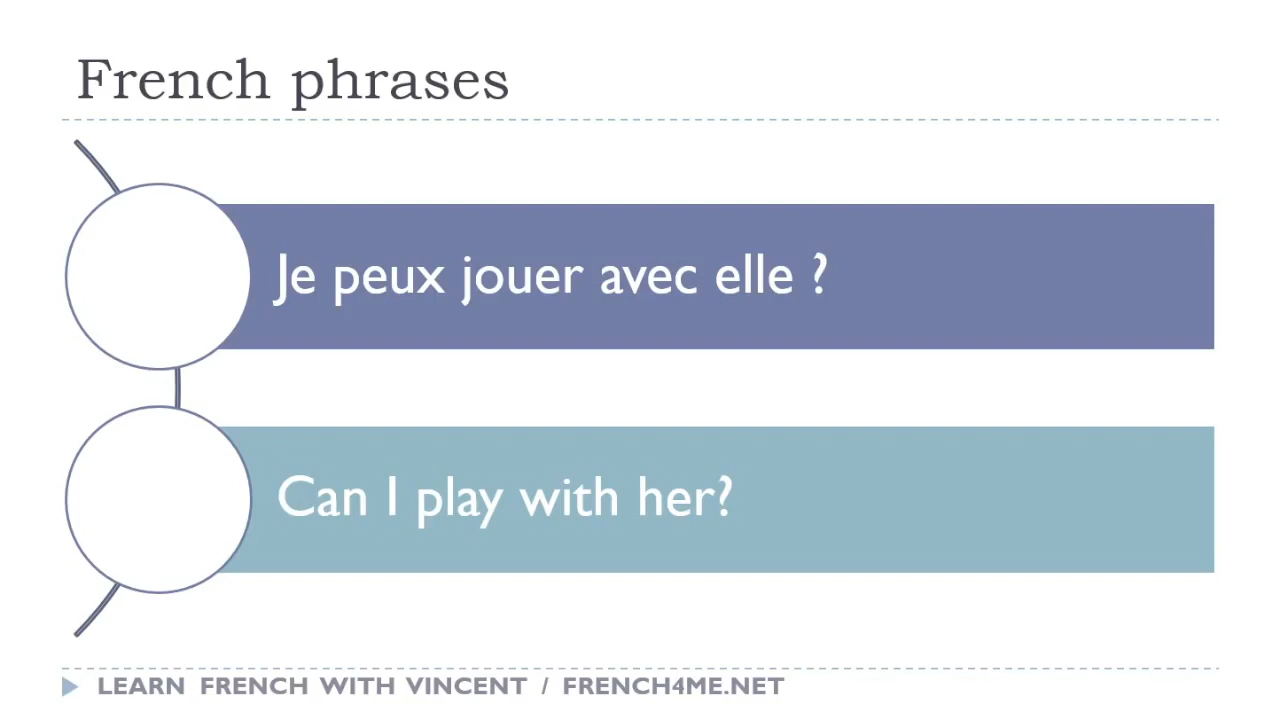 French phrases
Je peux jouer avec elle ?
Can I play with her?
LEARN FRENCH WITH VINCENT / FRENCH4ME.NET